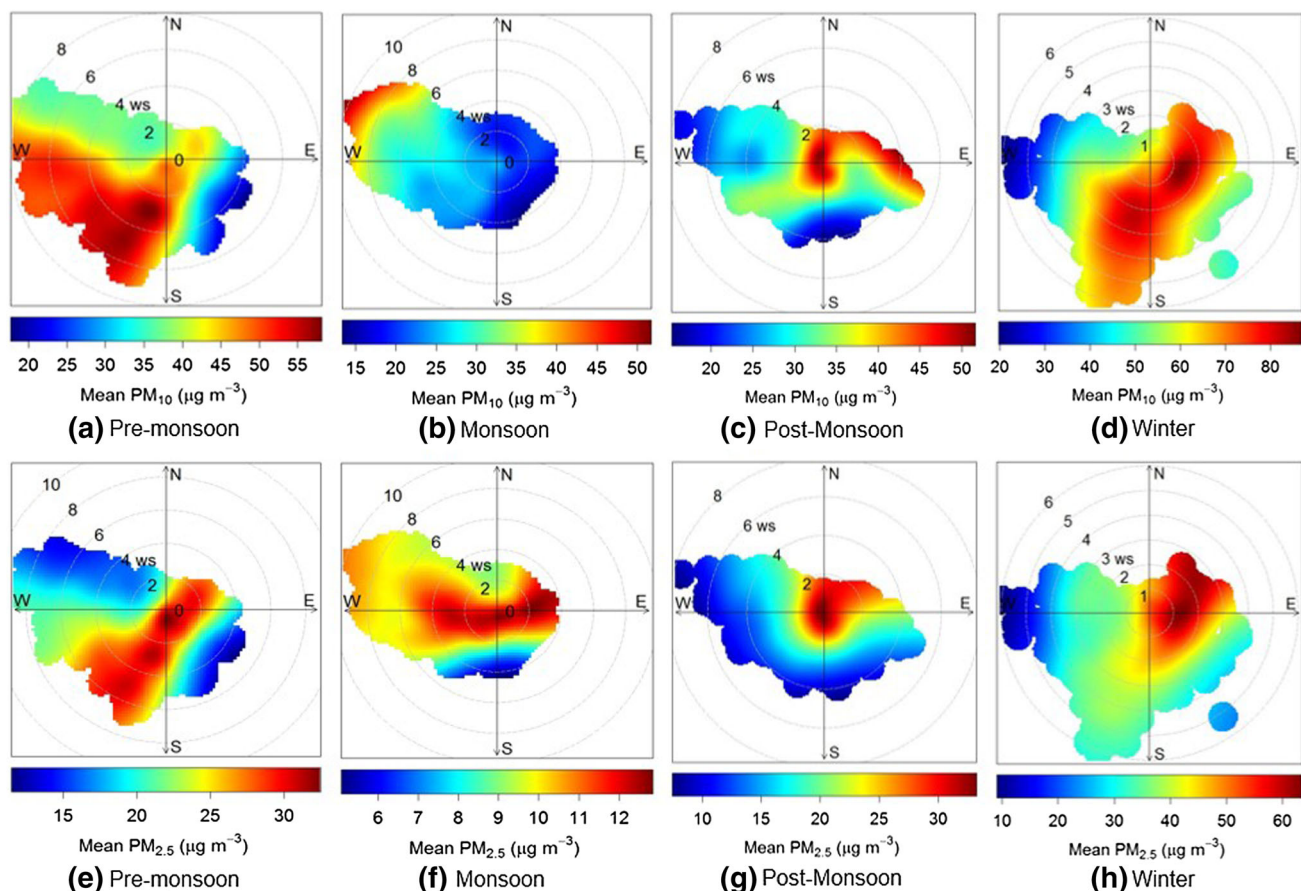 N
8
6
4 ws
2
0
W
E
S
20 25 30 35 40 45 50 55
Mean PM₁₀ (µg m⁻³)
(a) Pre-monsoon
N
10
8
6
4 ws
2
0
W
E
S
15 20 25 30 35 40 45 50
Mean PM₁₀ (µg m⁻³)
(b) Monsoon
N
8
6 ws
4
2
W
E
S
20 25 30 35 40 45 50
Mean PM₁₀ (µg m⁻³)
(c) Post-Monsoon
N
6
5
4
3 ws
2
1
W
E
S
20 30 40 50 60 70 80
Mean PM₁₀ (µg m⁻³)
(d) Winter
N
10
8
6
4 ws
2
0
W
E
S
15 20 25 30
Mean PM₂.₅ (µg m⁻³)
(e) Pre-monsoon
N
10
8
6
4 ws
2
0
W
E
S
6 7 8 9 10 11 12
Mean PM₂.₅ (µg m⁻³)
(f) Monsoon
N
8
6 ws
4
2
W
E
S
10 15 20 25 30
Mean PM₂.₅ (µg m⁻³)
(g) Post-Monsoon
N
6
5
4
3 ws
2
1
W
E
S
10 20 30 40 50 60
Mean PM₂.₅ (µg m⁻³)
(h) Winter